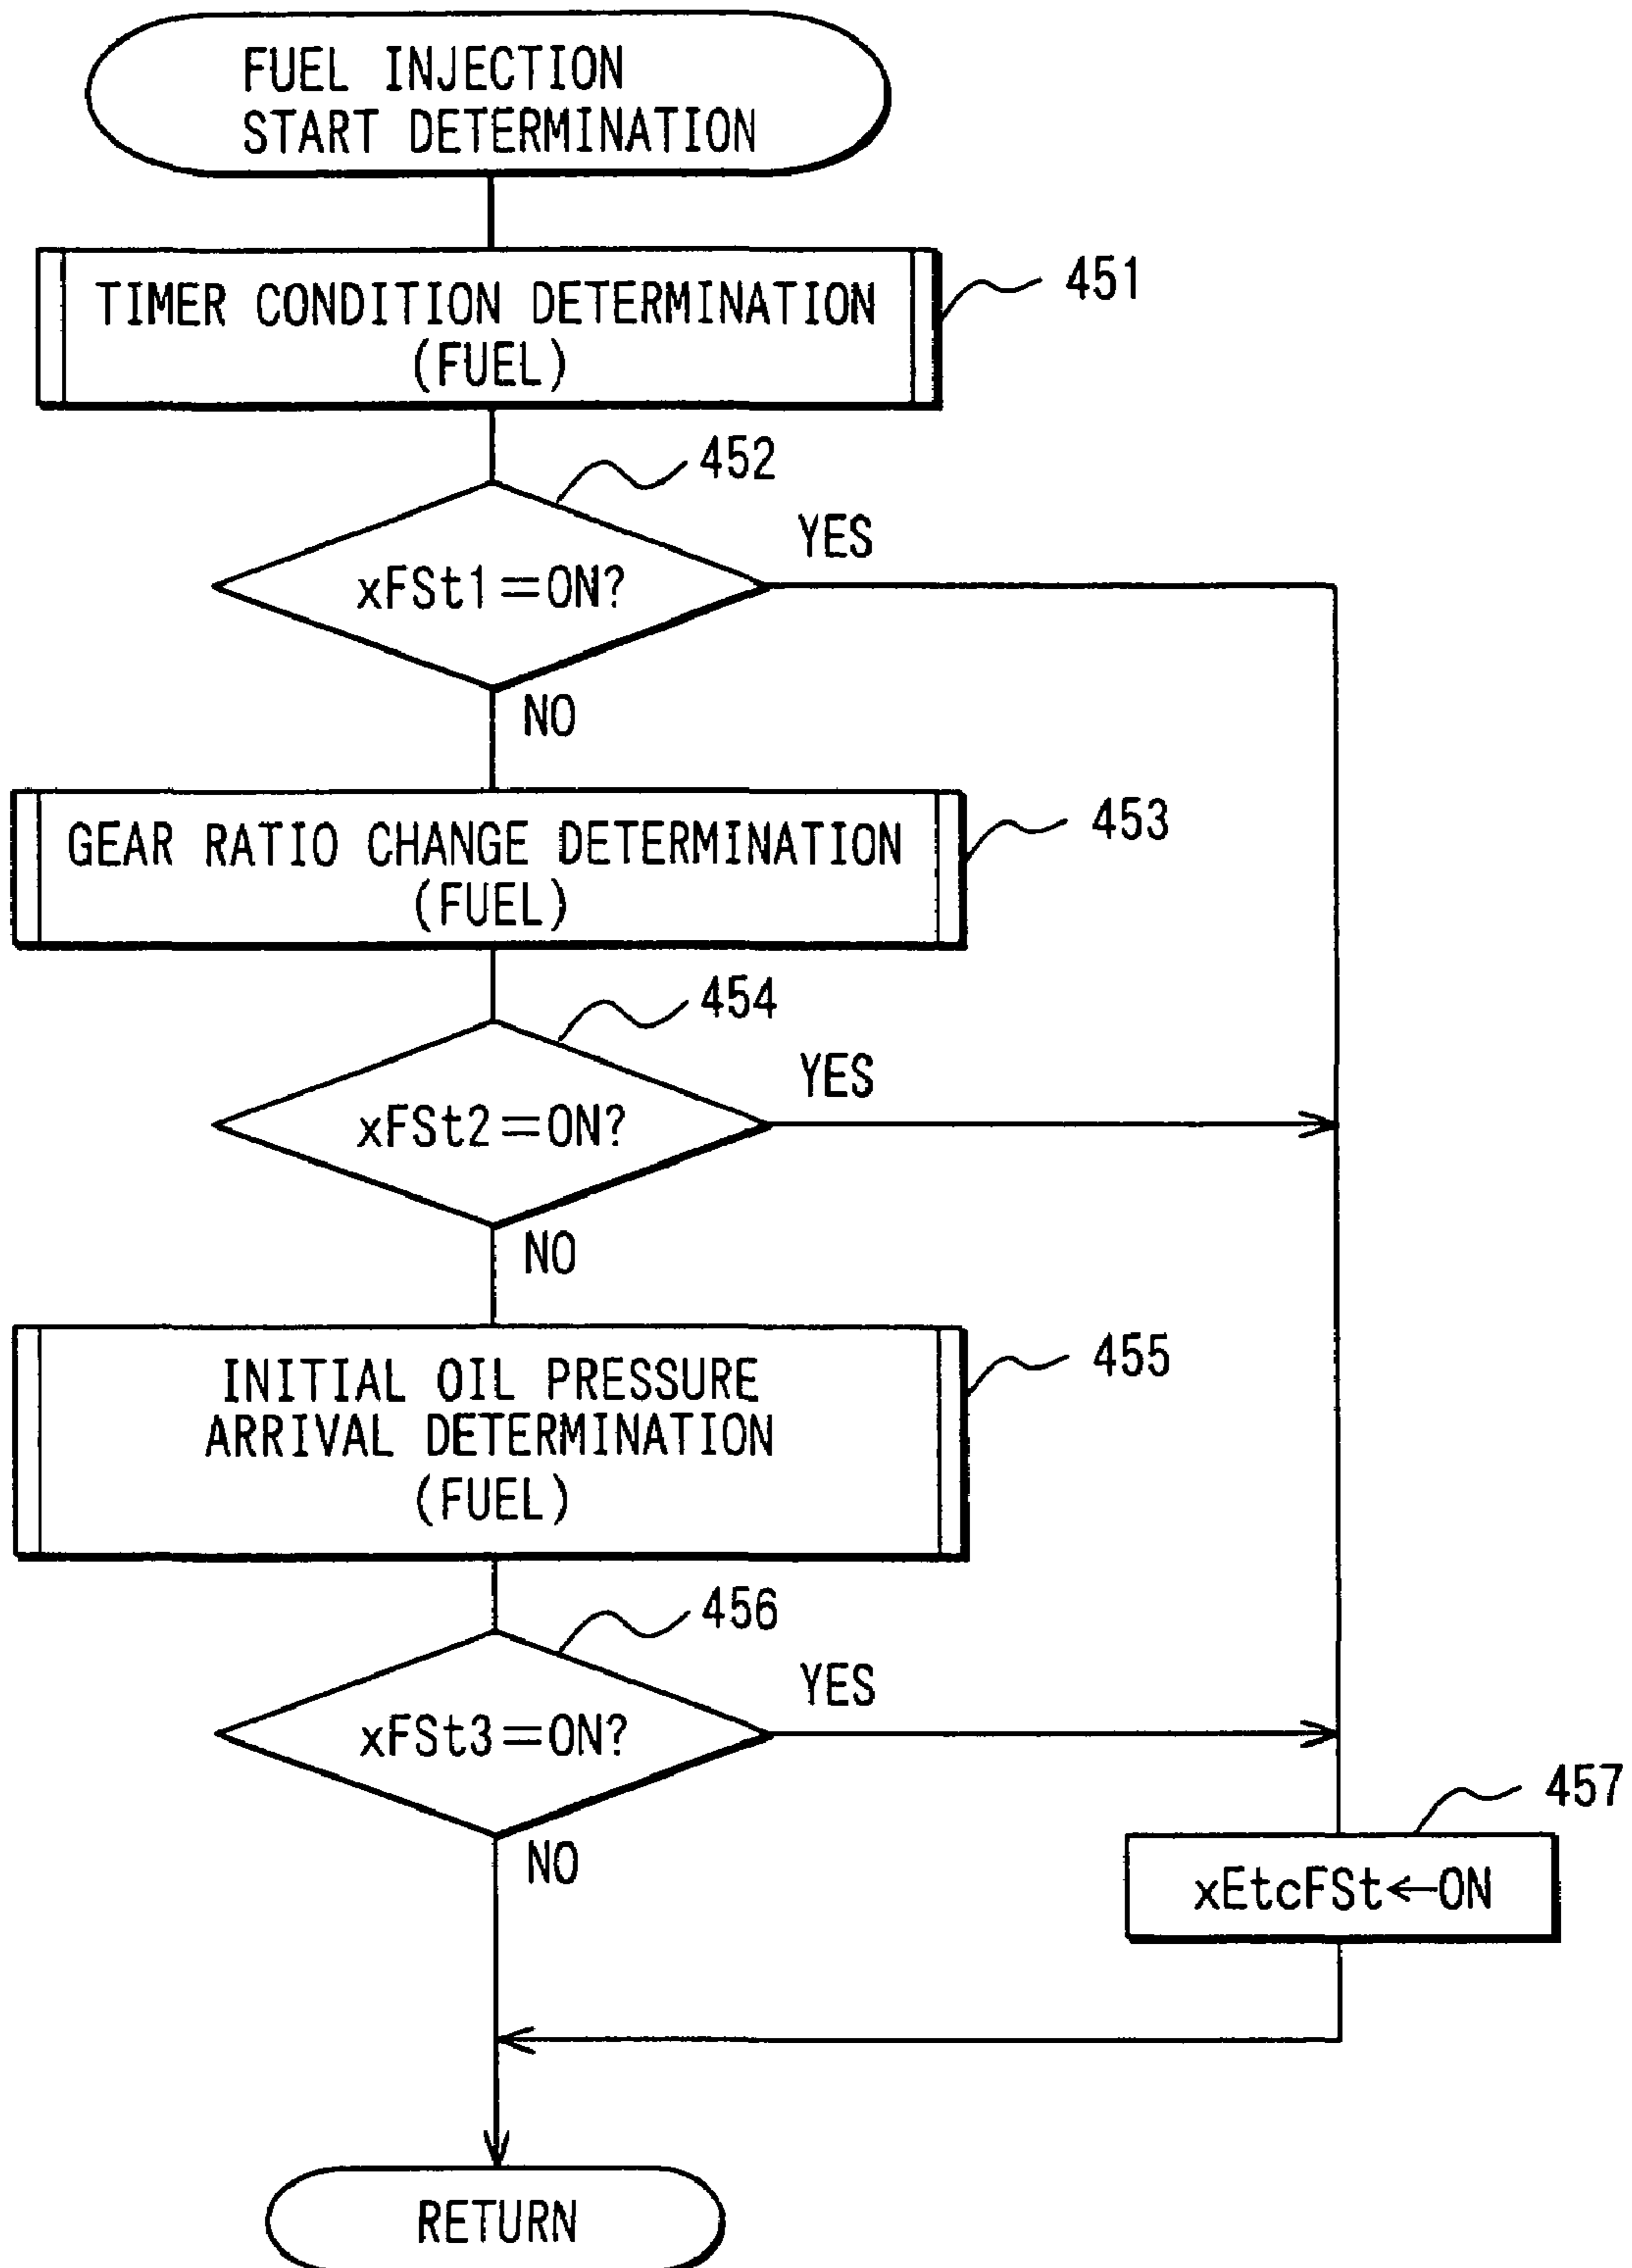 FUEL INJECTION
START DETERMINATION
TIMER CONDITION DETERMINATION
(FUEL)
451
452
xFSt1=ON?
YES
NO
GEAR RATIO CHANGE DETERMINATION
(FUEL)
453
454
xFSt2=ON?
YES
NO
INITIAL OIL PRESSURE
ARRIVAL DETERMINATION
(FUEL)
455
456
xFSt3=ON?
YES
NO
457
xEtcFSt←ON
RETURN